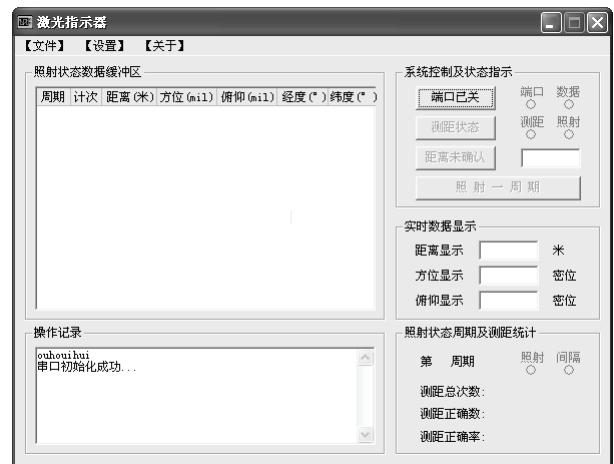 激光指示器
【文件】 【设置】 【关于】
照射状态数据缓冲区
周期 计次 距离(米) 方位(mil) 俯仰(mil) 经度(°) 纬度(°)
系统控制及状态指示
端口已关 端口 数据
测距状态 测距 照射
距离未确认
照 射 一 周 期
实时数据显示
距离显示 米
方位显示 密位
俯仰显示 密位
操作记录
ouhouihui
串口初始化成功...
照射状态周期及测距统计
第 周期 照射 间隔
测距总次数:
测距正确数:
测距正确率: